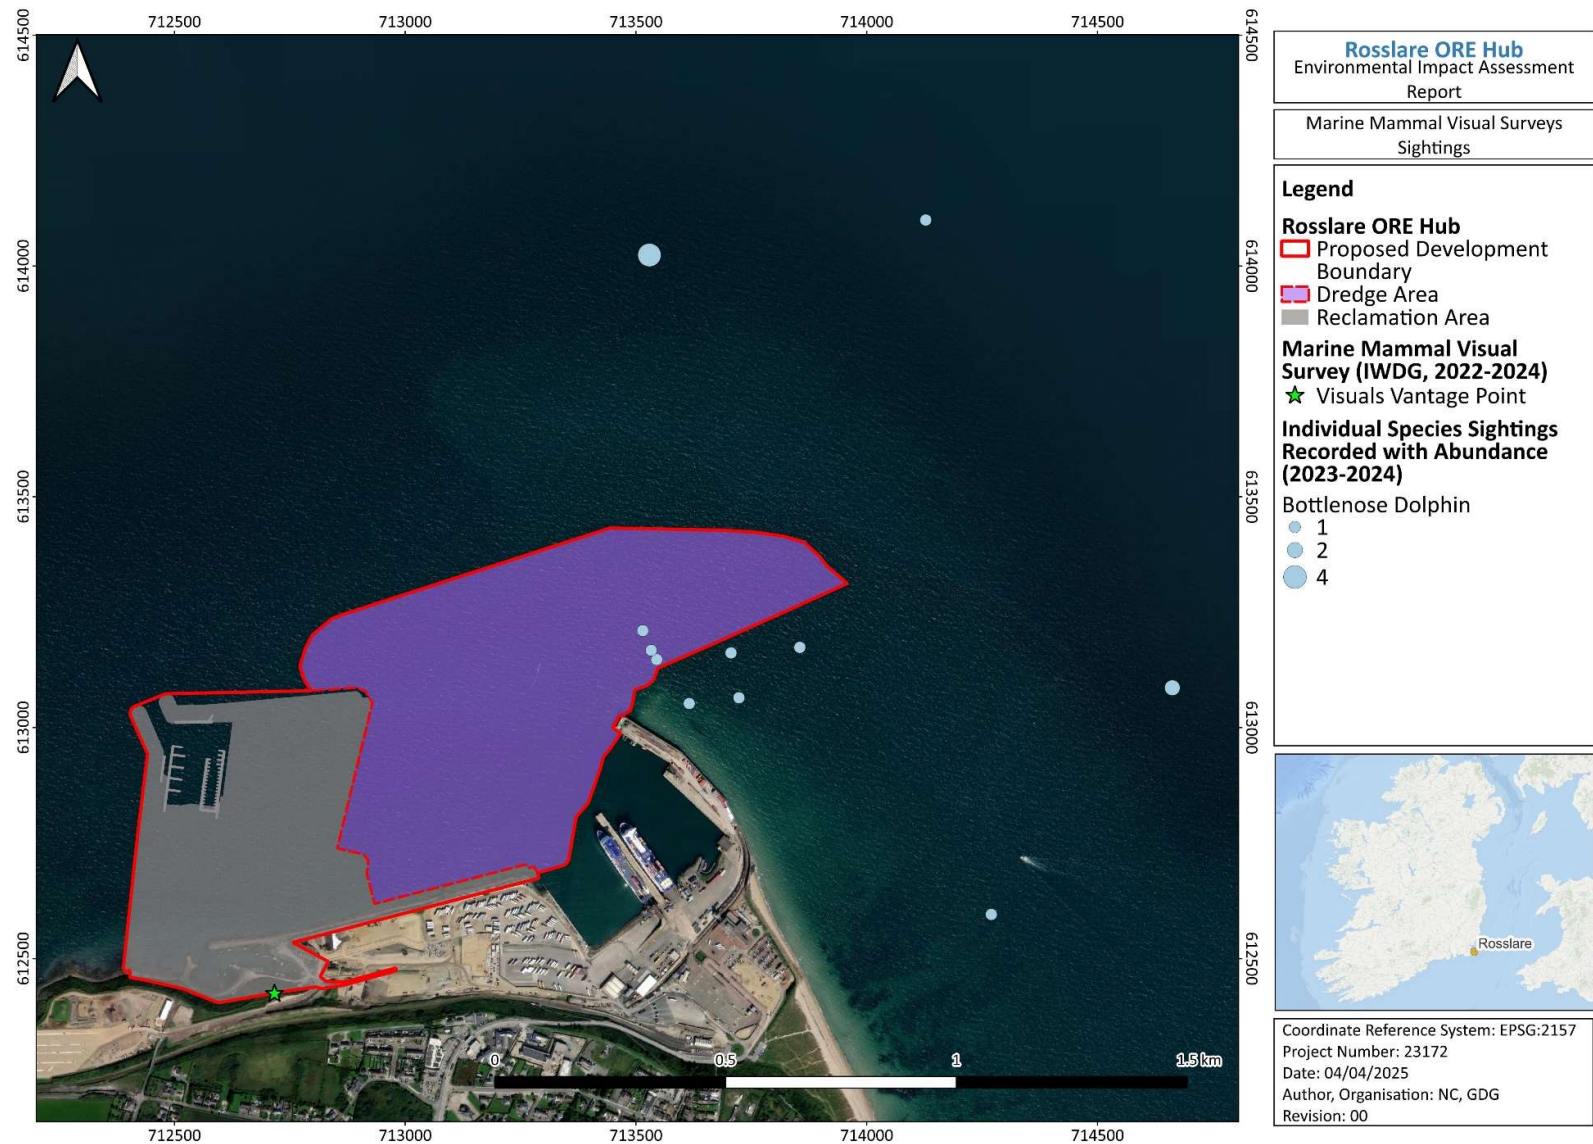 712500 713000 713500 714000 714500
614500
614000
613500
613000
612500
614500
614000
613500
613000
612500
0 0.5 1 1.5 km
712500 713000 713500 714000 714500
Rosslare ORE Hub
Environmental Impact Assessment
Report
Marine Mammal Visual Surveys
Sightings
Legend
Rosslare ORE Hub
Proposed Development
Boundary
Dredge Area
Reclamation Area
Marine Mammal Visual
Survey (IWDG, 2022-2024)
Visuals Vantage Point
Individual Species Sightings
Recorded with Abundance
(2023-2024)
Bottlenose Dolphin
1
2
4
Rosslare
Coordinate Reference System: EPSG:2157
Project Number: 23172
Date: 04/04/2025
Author, Organisation: NC, GDG
Revision: 00